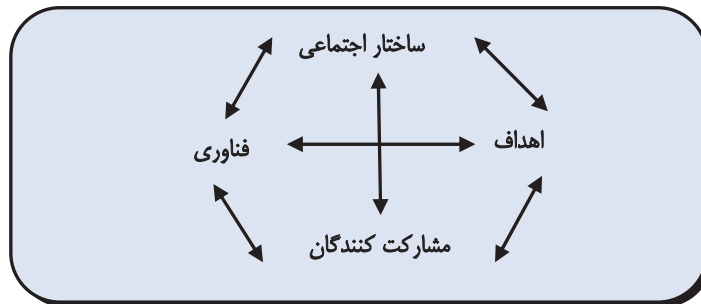 ساختار اجتماعی
اهداف
فناوری
مشارکت کنندگان